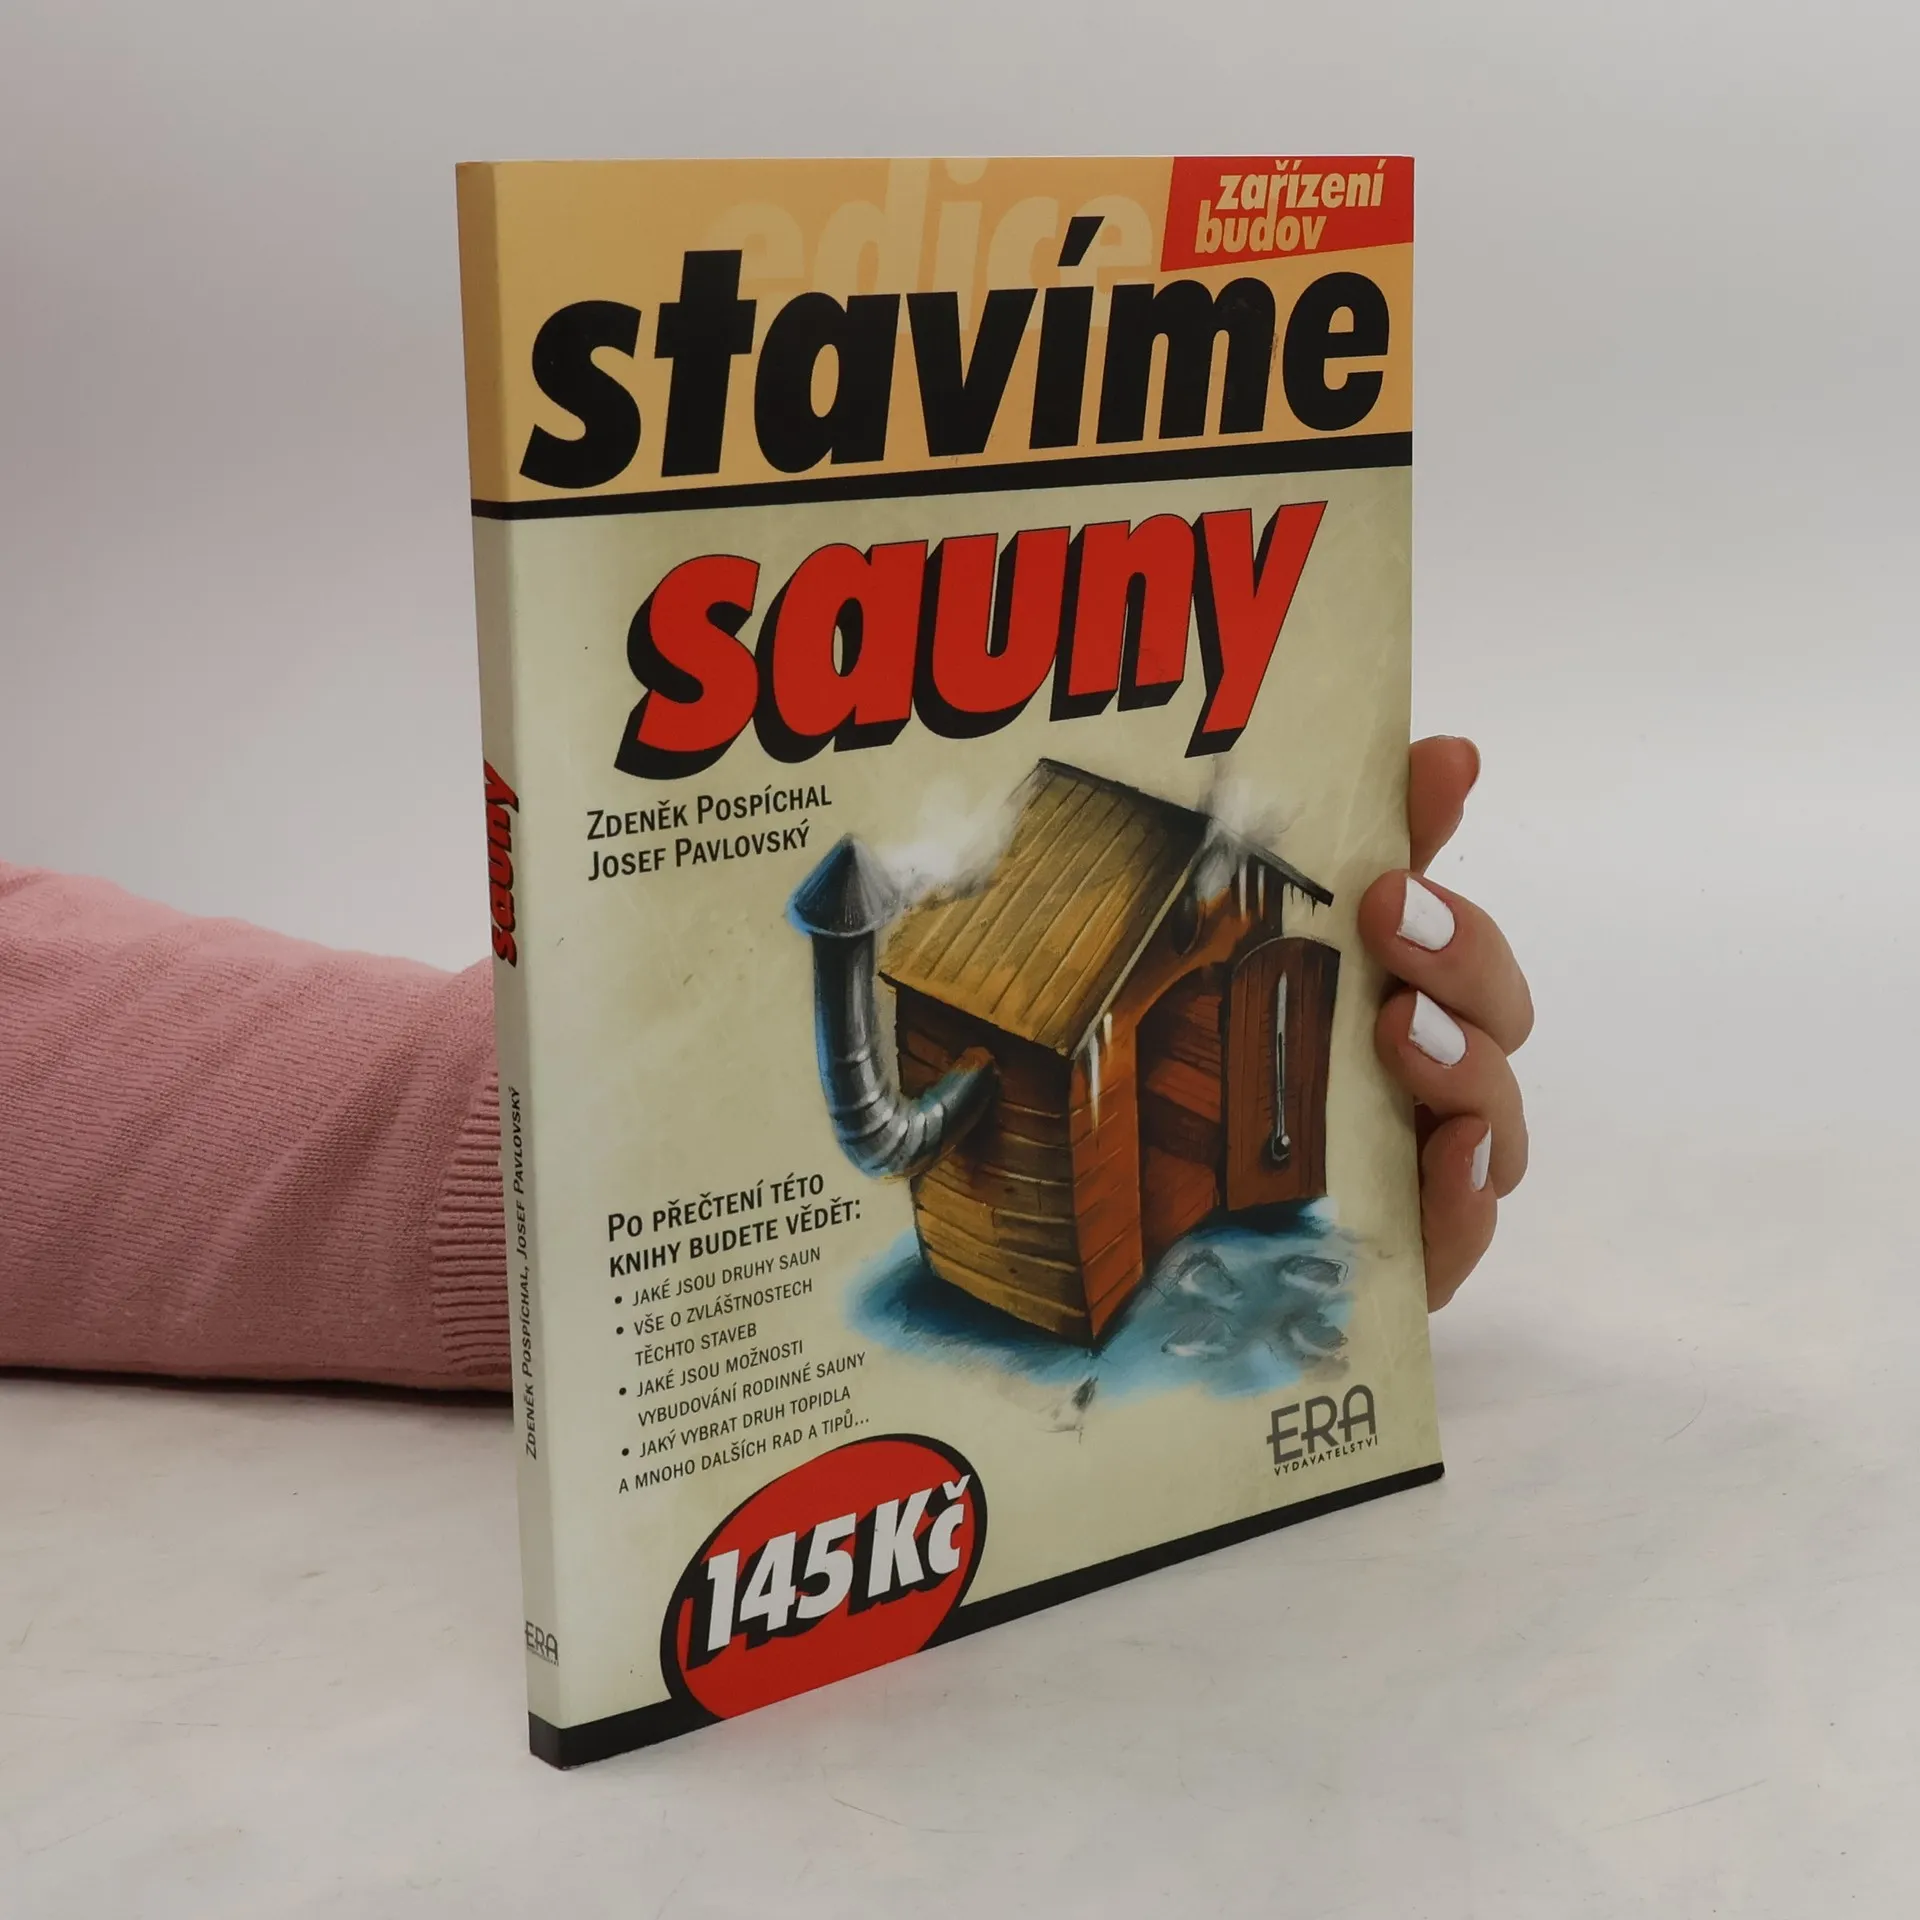 edice
zařízení
budov
stavíme
sauny
ZDENĚK POSPÍCHAL
JOSEF PAVLOVSKÝ
PO PŘEČTENÍ TÉTO
KNIHY BUDETE VĚDĚT:
• JAKÉ JSOU DRUHY SAUN
• VŠE O ZVLÁŠTNOSTECH
TĚCHTO STAVEB
• JAKÉ JSOU MOŽNOSTI
VYBUDOVÁNÍ RODINNÉ SAUNY
• JAKÝ VYBRAT DRUH TOPIDLA
A MNOHO DALŠÍCH RAD A TIPŮ...
145 Kč
ERA
VYDAVATELSTVÍ
sauny
ZDENĚK POSPÍCHAL, JOSEF PAVLOVSKÝ
ERA